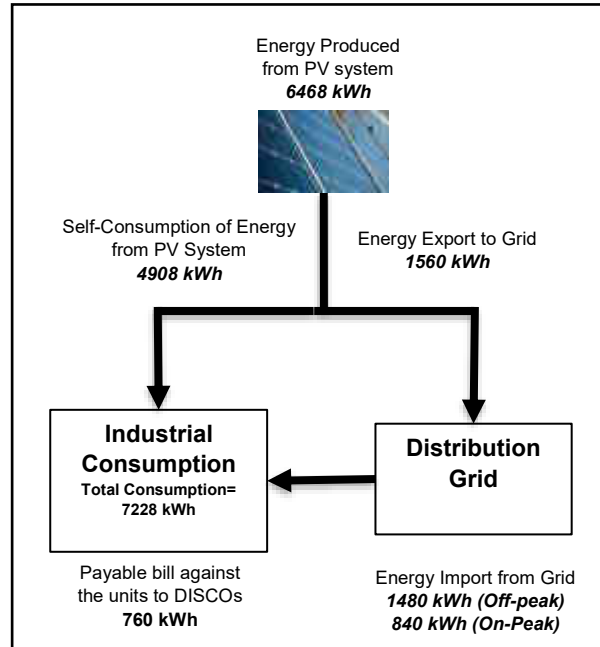 Energy Produced
from PV system
6468 kWh
Self-Consumption of Energy
from PV System
4908 kWh
Energy Export to Grid
1560 kWh
Industrial
Consumption
Total Consumption=
7228 kWh
Distribution
Grid
Payable bill against
the units to DISCOs
760 kWh
Energy Import from Grid
1480 kWh (Off-peak)
840 kWh (On-Peak)